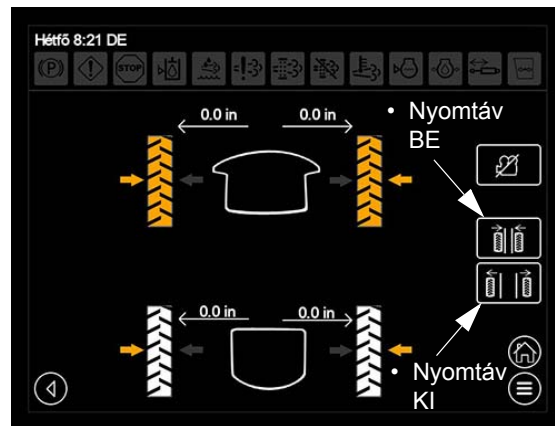 Hétfő 8:21 DE
(P)
STOP
0.0 in 0.0 in
• Nyomtáv
BE
0.0 in 0.0 in
• Nyomtáv
KI